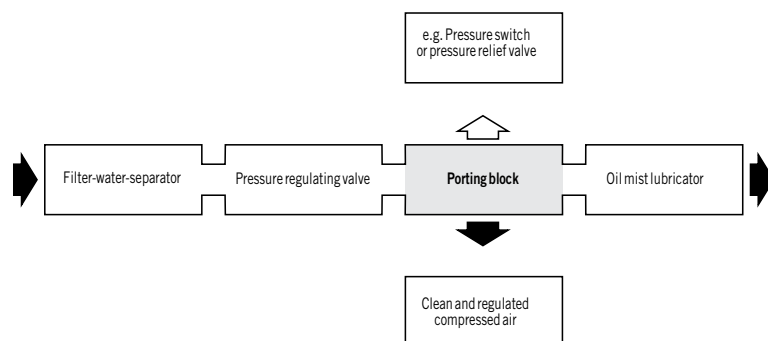 e.g. Pressure switch
or pressure relief valve
Filter-water-separator
Pressure regulating valve
Porting block
Oil mist lubricator
Clean and regulated
compressed air